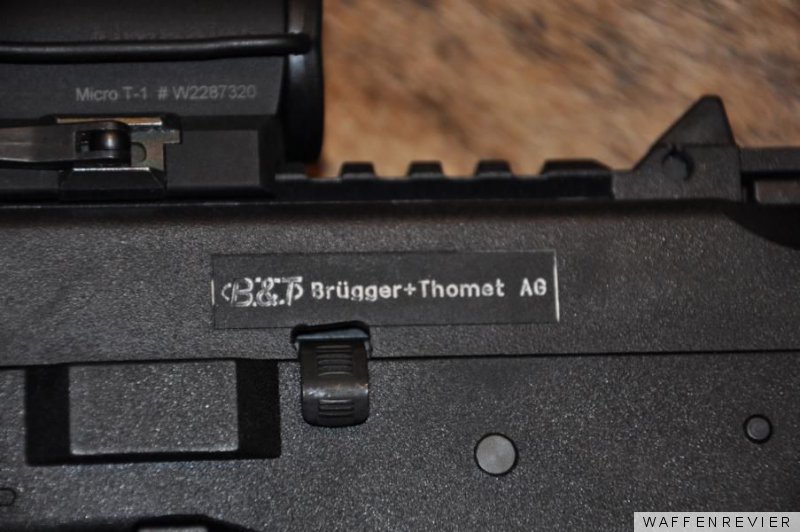 Micro T-1 # W2287320
B&T Brügger+Thomet AG
WAFFENREVIER